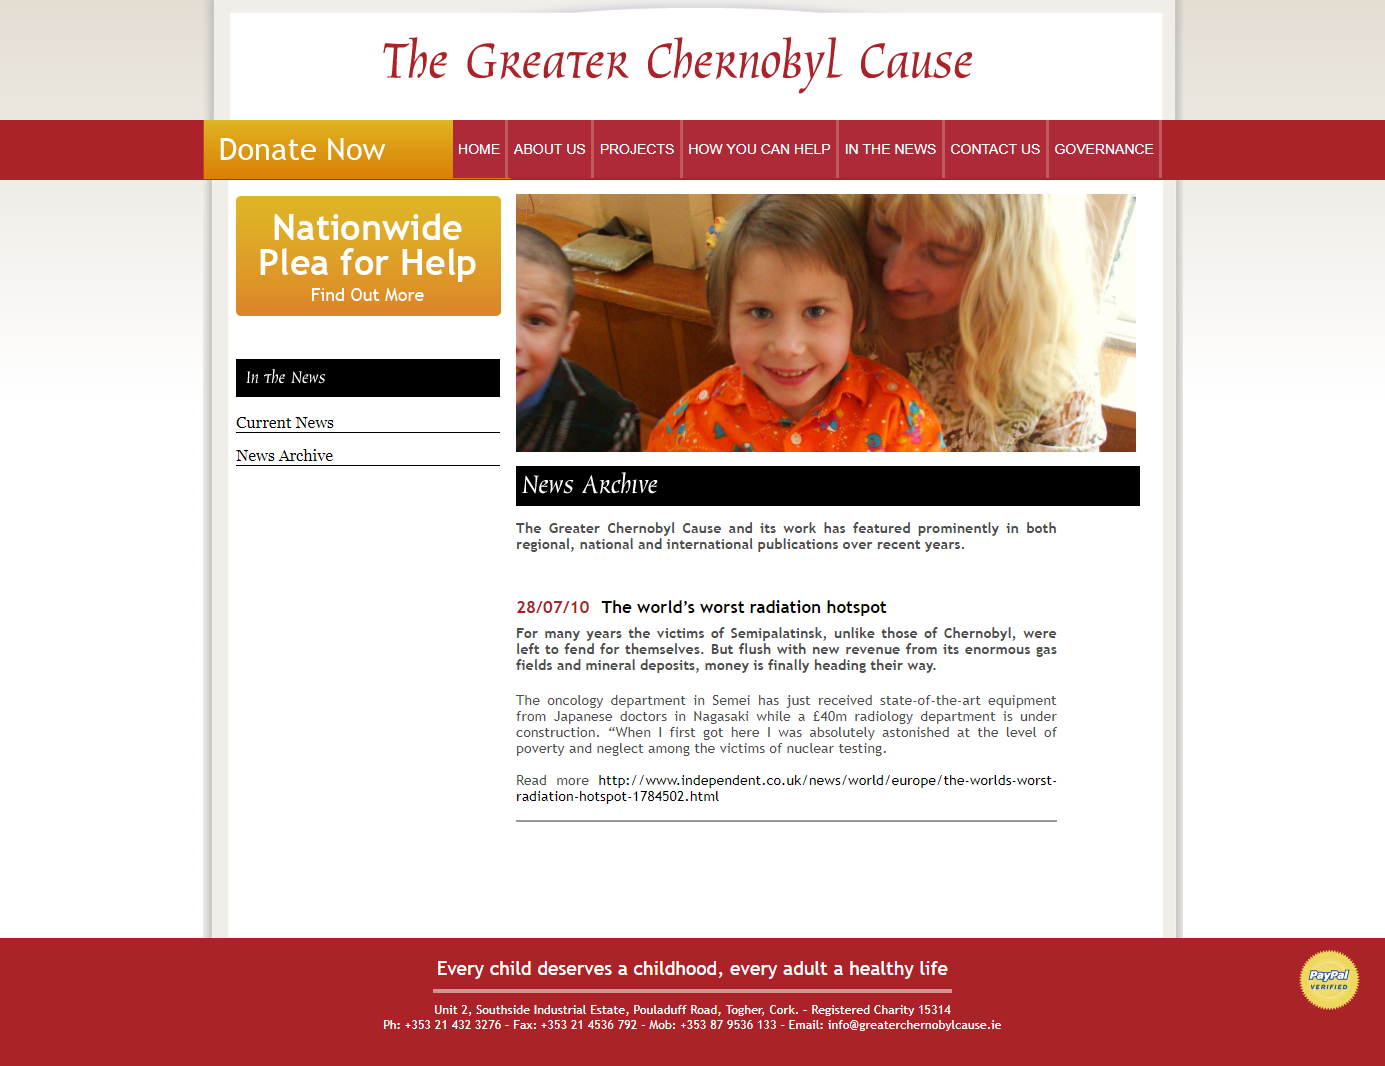 The Greater Chernobyl Cause
Donate Now
HOME
ABOUT US
PROJECTS
HOW YOU CAN HELP
IN THE NEWS
CONTACT US
GOVERNANCE
Nationwide
Plea for Help
Find Out More
In the News
Current News
News Archive
News Archive
The Greater Chernobyl Cause and its work has featured prominently in both
regional, national and international publications over recent years.
28/07/10 The world’s worst radiation hotspot
For many years the victims of Semipalatinsk, unlike those of Chernobyl, were
left to fend for themselves. But flush with new revenue from its enormous gas
fields and mineral deposits, money is finally heading their way.
The oncology department in Semei has just received state-of-the-art equipment
from Japanese doctors in Nagasaki while a £40m radiology department is under
construction. “When I first got here I was absolutely astonished at the level of
poverty and neglect among the victims of nuclear testing.
Read more http://www.independent.co.uk/news/world/europe/the-worlds-worst-
radiation-hotspot-1784502.html
Every child deserves a childhood, every adult a healthy life
Unit 2, Southside Industrial Estate, Pouladuff Road, Togher, Cork. - Registered Charity 15314
Ph: +353 21 432 3276 - Fax: +353 21 4536 792 - Mob: +353 87 9536 133 - Email: info@greaterchernobylcause.ie
PayPal
VERIFIED